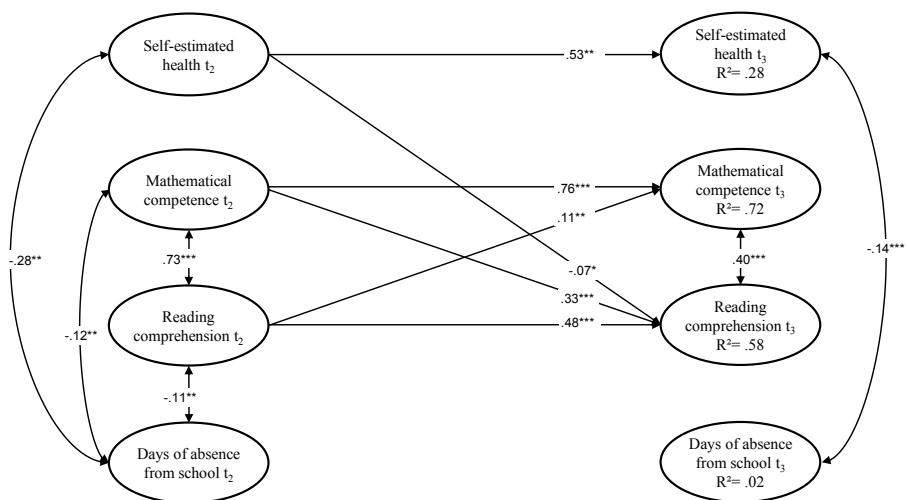 Self-estimated
health t₂
.53**
Self-estimated
health t₃
R²= .28
Mathematical
competence t₂
.76***
Mathematical
competence t₃
R²= .72
.11**
-.28**
.73***
-.07*
.40***
-.14***
.33***
Reading
comprehension t₂
.48***
Reading
comprehension t₃
R²= .58
-.12**
-.11**
Days of absence
from school t₂
Days of absence
from school t₃
R²= .02